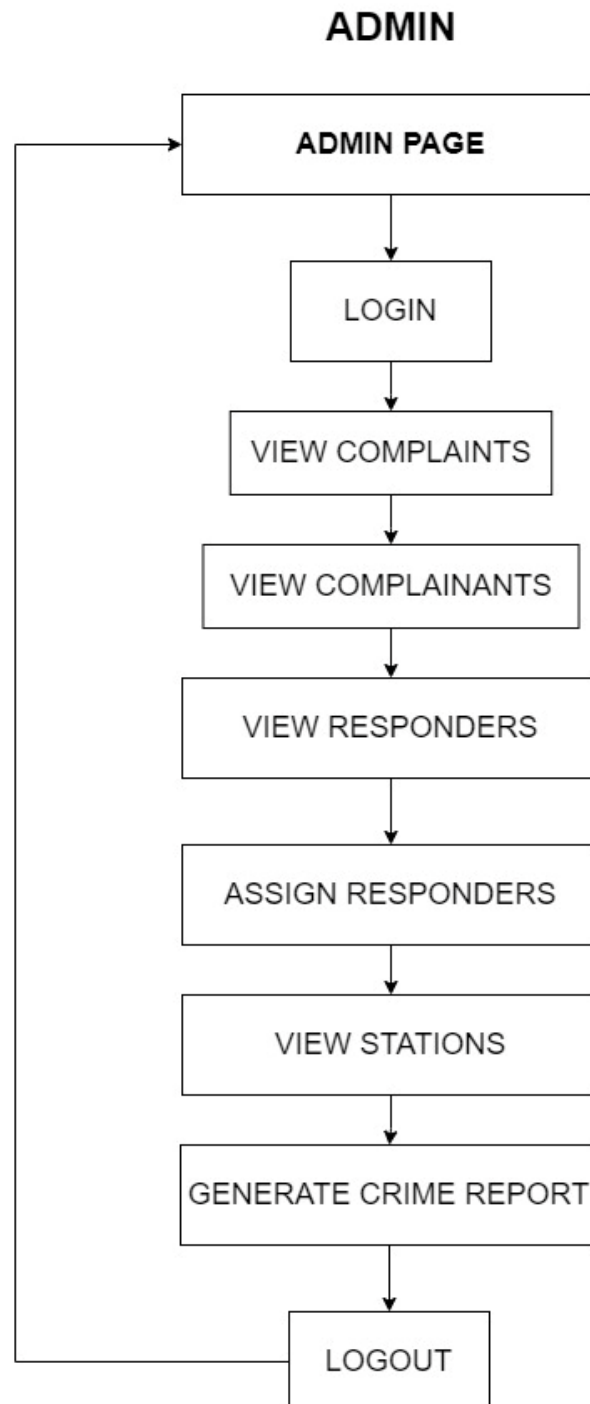 ADMIN
ADMIN PAGE
LOGIN
VIEW COMPLAINTS
VIEW COMPLAINANTS
VIEW RESPONDERS
ASSIGN RESPONDERS
VIEW STATIONS
GENERATE CRIME REPORT
LOGOUT